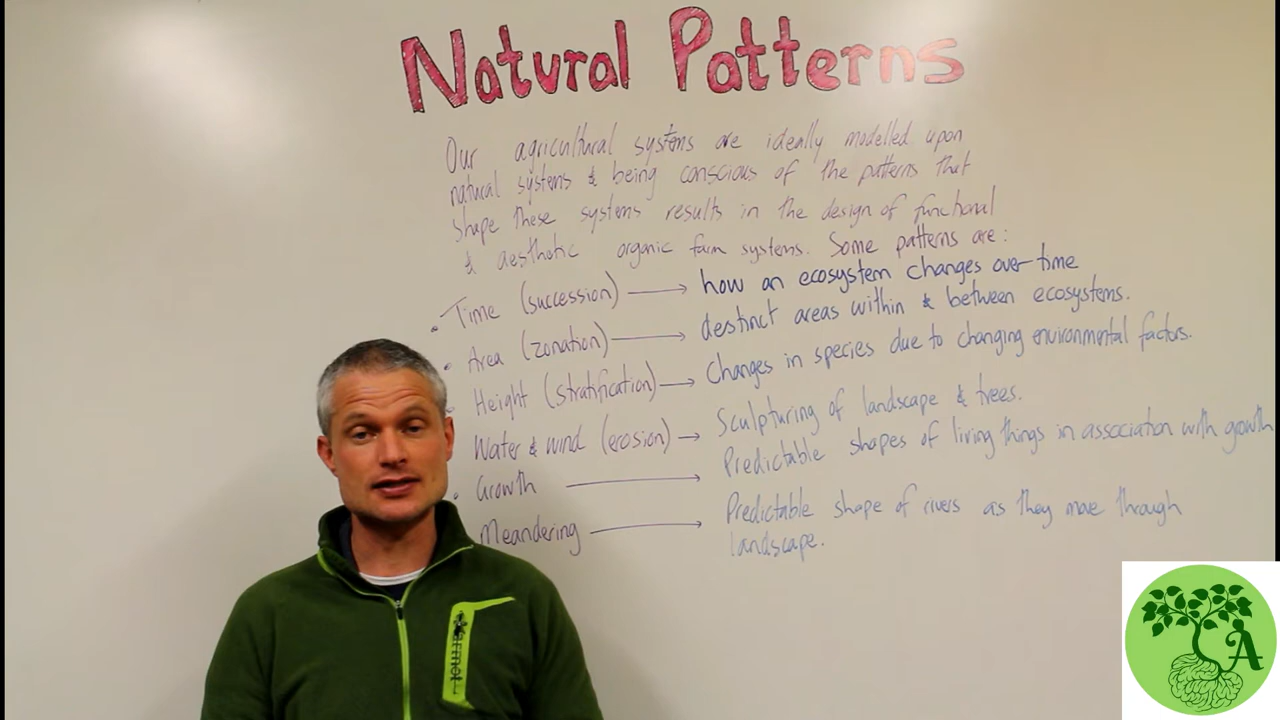 Natural Patterns
Our agricultural systems are ideally modelled upon
natural systems & being conscious of the patterns that
shape these systems results in the design of functional
& aesthetic organic farm systems. Some patterns are:
• Time (succession) → how an ecosystem changes over time
• Area (zonation) → destinct areas within & between ecosystems.
• Height (stratification) → Changes in species due to changing environmental factors.
Water & wind (erosion) → Sculpturing of landscape & trees.
• Growth → Predictable shapes of living things in association with growth
Meandering → Predictable shape of rivers as they move through
landscape.
Marmot
A